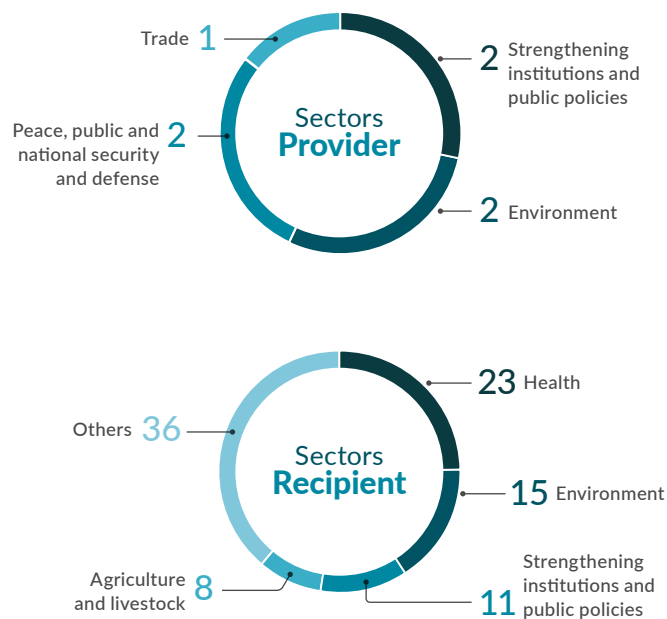 Trade 1
2 Strengthening
institutions and
public policies
Sectors
Provider
Peace, public and 2
national security
and defense
2 Environment
23 Health
Others 36
Sectors
Recipient
15 Environment
Agriculture
and livestock 8
Strengthening
institutions and
11 public policies